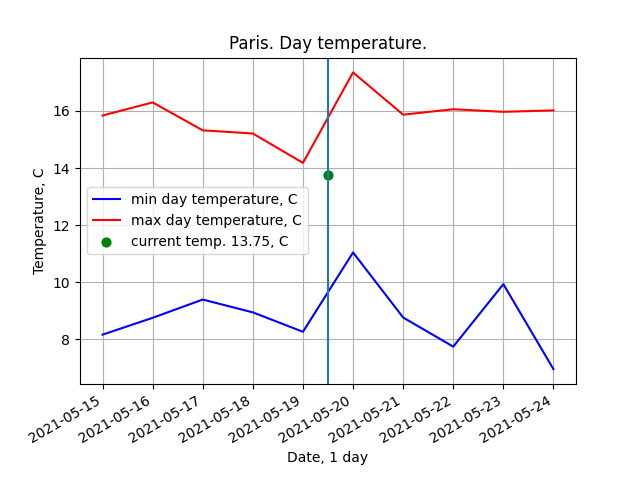 Paris. Day temperature.
Temperature, C
16
14
12
10
8
min day temperature, C
max day temperature, C
current temp. 13.75, C
2021-05-15
2021-05-16
2021-05-17
2021-05-18
2021-05-19
2021-05-20
2021-05-21
2021-05-22
2021-05-23
2021-05-24
Date, 1 day